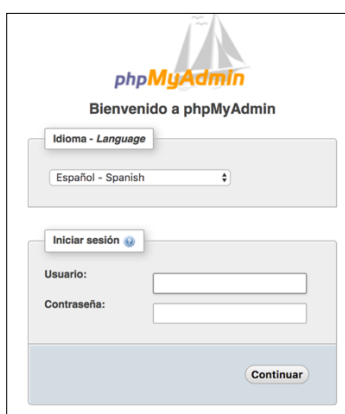 phpMyAdmin
Bienvenido a phpMyAdmin
Idioma - Language
Español - Spanish
Iniciar sesión
Usuario:
Contraseña:
Continuar